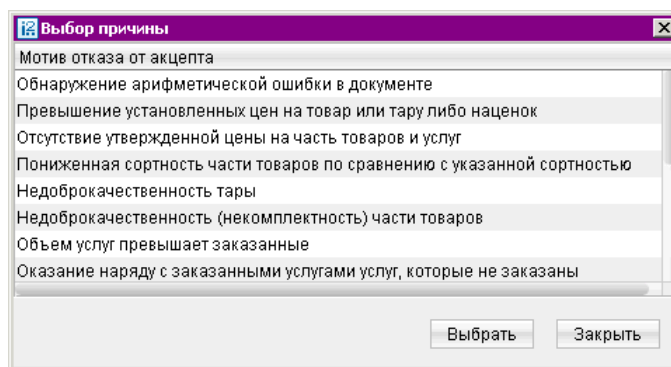 Выбор причины
Мотив отказа от акцепта
Обнаружение арифметической ошибки в документе
Превышение установленных цен на товар или тару либо наценок
Отсутствие утвержденной цены на часть товаров и услуг
Пониженная сортность части товаров по сравнению с указанной сортностью
Недоброкачественность тары
Недоброкачественность (некомплектность) части товаров
Объем услуг превышает заказанные
Оказание наряду с заказанными услугами услуг, которые не заказаны
Выбрать Закрыть